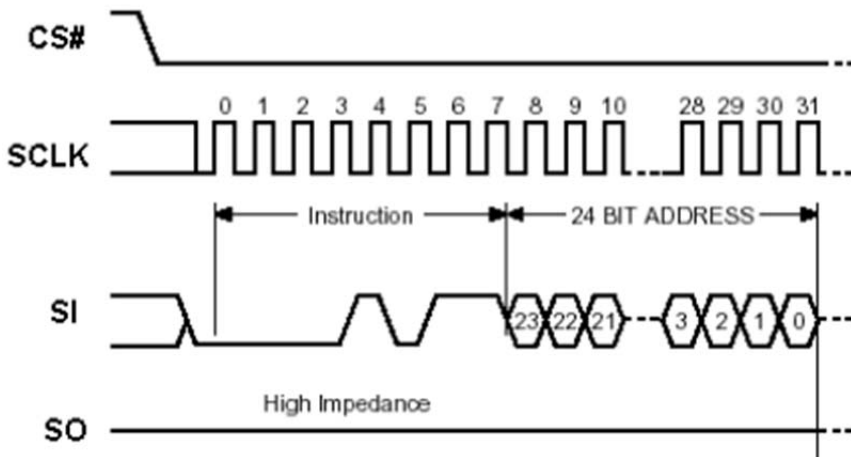 CS#
0 1 2 3 4 5 6 7 8 9 10 28 29 30 31
SCLK
Instruction 24 BIT ADDRESS
SI
23 22 21 3 2 1 0
High Impedance
SO